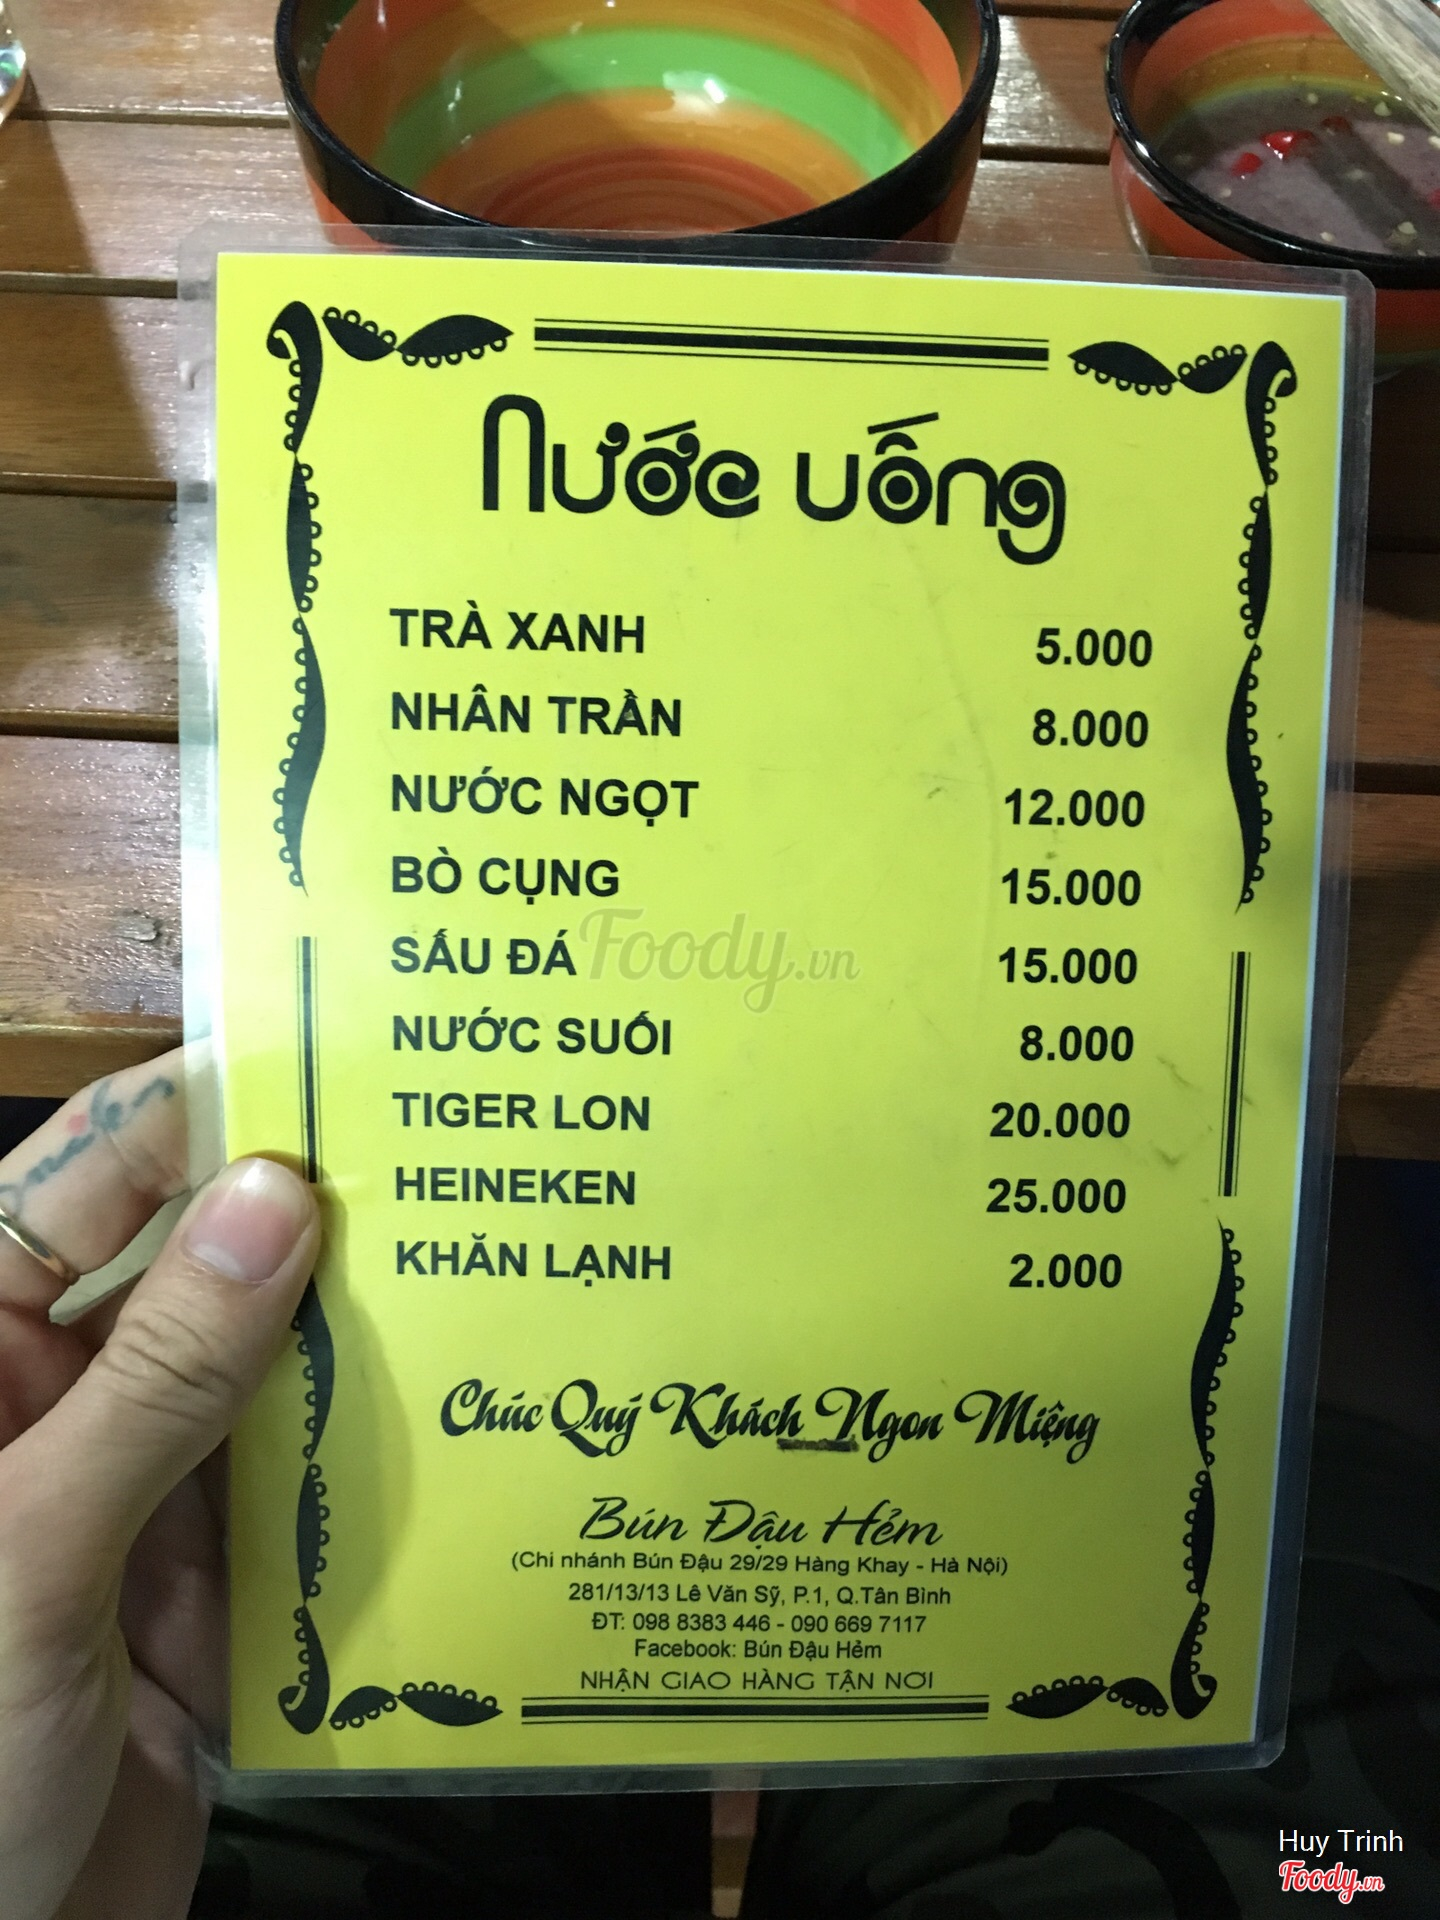 Nước uống
TRÀ XANH 5.000
NHÂN TRẦN 8.000
NƯỚC NGỌT 12.000
BÒ CỤNG 15.000
SẤU ĐÁ 15.000
Foody.vn
NƯỚC SUỐI 8.000
TIGER LON 20.000
HEINEKEN 25.000
KHĂN LẠNH 2.000
Chúc Quý Khách Ngon Miệng
Bún Đậu Hẻm
(Chi nhánh Bún Đậu 29/29 Hàng Khay - Hà Nội)
281/13/13 Lê Văn Sỹ, P.1, Q.Tân Bình
ĐT: 098 8383 446 - 090 669 7117
Facebook: Bún Đậu Hẻm
NHẬN GIAO HÀNG TẬN NƠI
Huy Trinh
Foody.vn